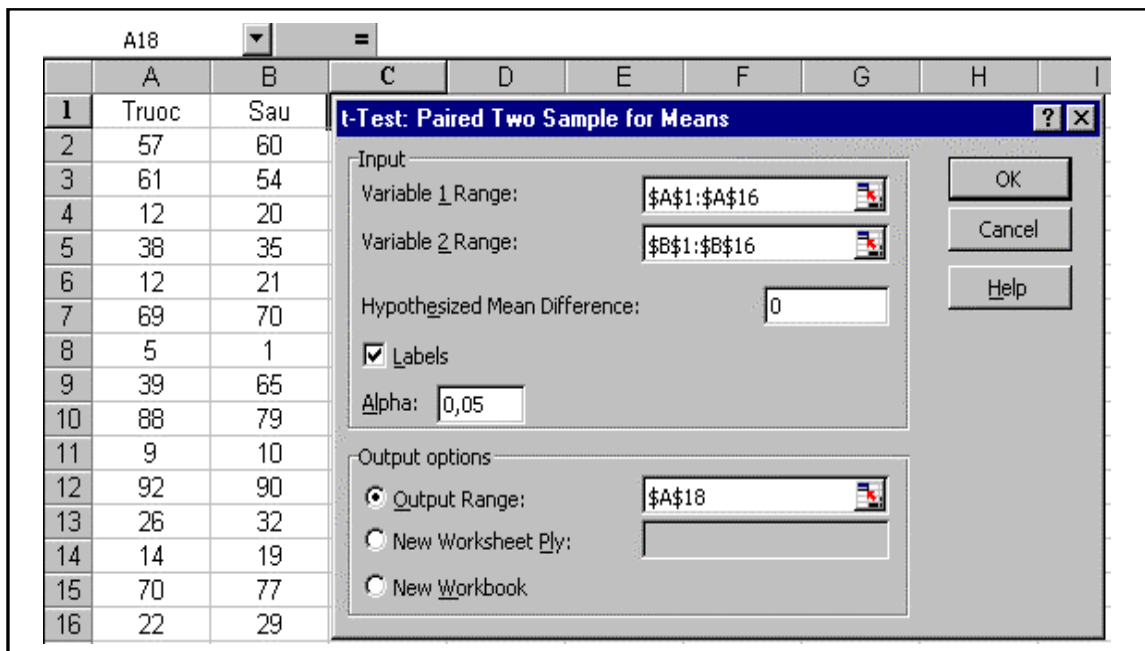 A18 =
A B C D E F G H I
1 Truoc Sau t-Test: Paired Two Sample for Means ? ×
2 57 60 Input
3 61 54 Variable 1 Range: $A$1:$A$16 OK
4 12 20 Cancel
5 38 35 Variable 2 Range: $B$1:$B$16
6 12 21 Help
7 69 70 Hypothesized Mean Difference: 0
8 5 1 Labels
9 39 65
10 88 79 Alpha: 0,05
11 9 10 Output options
12 92 90 Output Range: $A$18
13 26 32 New Worksheet Ply:
14 14 19
15 70 77 New Workbook
16 22 29